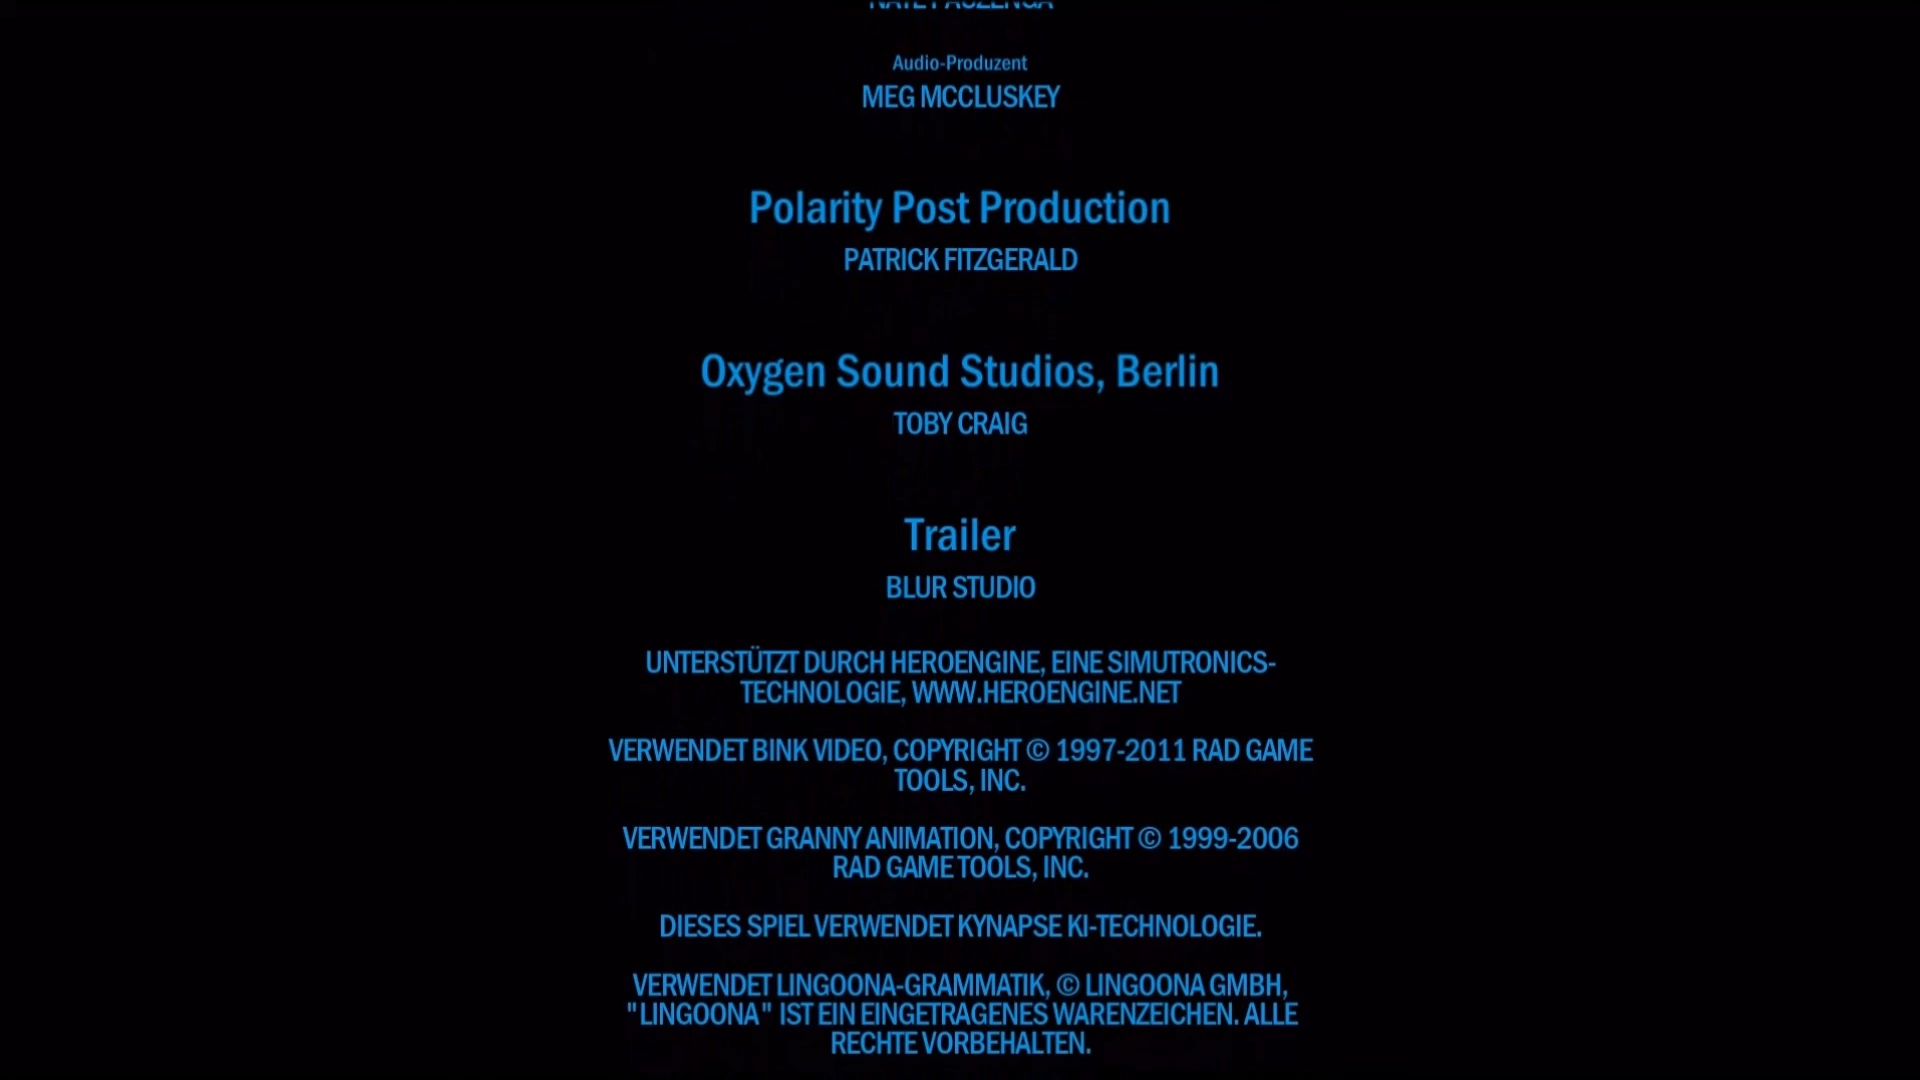 Audio-Produzent
MEG MCCLUSKEY
Polarity Post Production
PATRICK FITZGERALD
Oxygen Sound Studios, Berlin
TOBY CRAIG
Trailer
BLUR STUDIO
UNTERSTÜTZT DURCH HEROENGINE, EINE SIMUTRONICS-
TECHNOLOGIE, WWW.HEROENGINE.NET
VERWENDET BINK VIDEO, COPYRIGHT © 1997-2011 RAD GAME
TOOLS, INC.
VERWENDET GRANNY ANIMATION, COPYRIGHT © 1999-2006
RAD GAME TOOLS, INC.
DIESES SPIEL VERWENDET KYNAPSE KI-TECHNOLOGIE.
VERWENDET LINGOONA-GRAMMATIK, © LINGOONA GMBH,
"LINGOONA" IST EIN EINGETRAGENES WARENZEICHEN. ALLE
RECHTE VORBEHALTEN.